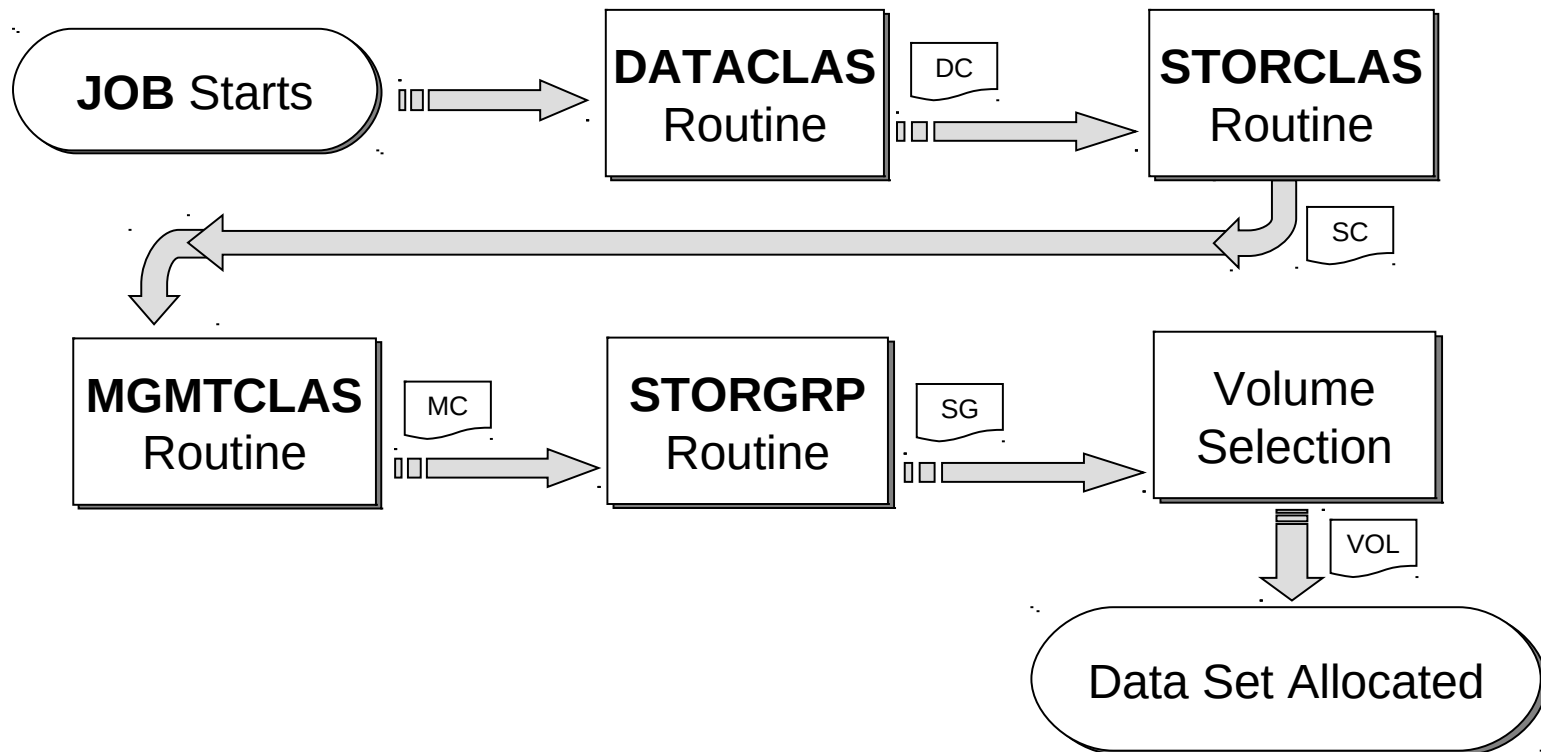 JOB Starts
DATACLAS
Routine
DC
STORCLAS
Routine
SC
MGMTCLAS
Routine
MC
STORGRP
Routine
SG
Volume
Selection
VOL
Data Set Allocated